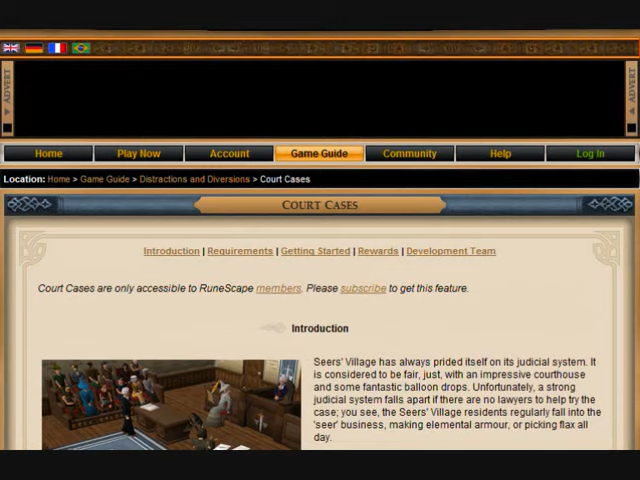 ADVERT
ADVERT
Home
Play Now
Account
Game Guide
Community
Help
Log In
Location: Home > Game Guide > Distractions and Diversions > Court Cases
COURT CASES
Introduction | Requirements | Getting Started | Rewards | Development Team
Court Cases are only accessible to RuneScape members. Please subscribe to get this feature.
Introduction
Seers' Village has always prided itself on its judicial system. It
is considered to be fair, just, with an impressive courthouse
and some fantastic balloon drops. Unfortunately, a strong
judicial system falls apart if there are no lawyers to help try the
case; you see, the Seers' Village residents regularly fall into the
'seer' business, making elemental armour, or picking flax all
day.